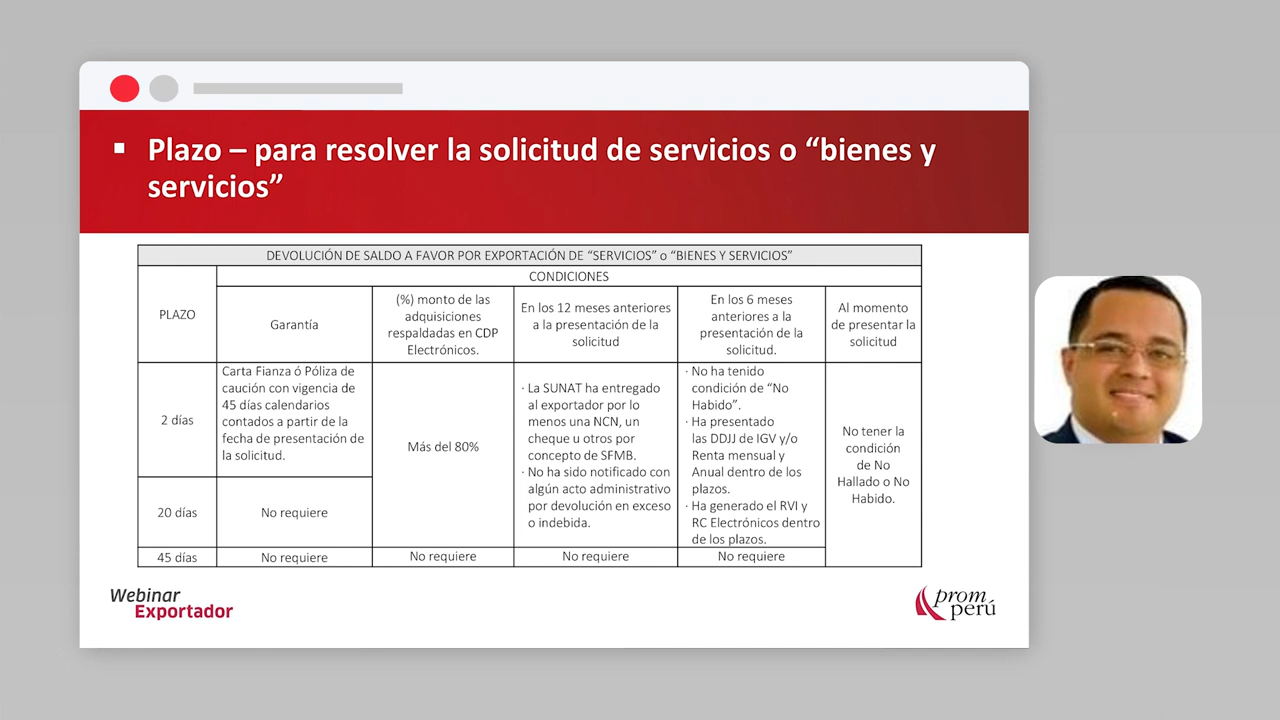 ▪ Plazo – para resolver la solicitud de servicios o “bienes y
servicios”
DEVOLUCIÓN DE SALDO A FAVOR POR EXPORTACIÓN DE “SERVICIOS” o “BIENES Y SERVICIOS”
PLAZO
CONDICIONES
Garantía
(%) monto de las
adquisiciones
respaldadas en CDP
Electrónicos.
En los 12 meses anteriores
a la presentación de la
solicitud
En los 6 meses
anteriores a la
presentación de la
solicitud.
Al momento
de presentar la
solicitud
2 días
Carta Fianza ó Póliza de
caución con vigencia de
45 días calendarios
contados a partir de la
fecha de presentación de
la solicitud.
Más del 80%
· La SUNAT ha entregado
al exportador por lo
menos una NCN, un
cheque u otros por
concepto de SFMB.
· No ha sido notificado con
algún acto administrativo
por devolución en exceso
o indebida.
· No ha tenido
condición de “No
Habido”.
· Ha presentado
las DDJJ de IGV y/o
Renta mensual y
Anual dentro de los
plazos.
· Ha generado el RVI y
RC Electrónicos dentro
de los plazos.
No tener la
condición
de No
Hallado o No
Habido.
20 días
No requiere
45 días
No requiere
No requiere
No requiere
No requiere
Webinar
Exportador
prom
perú